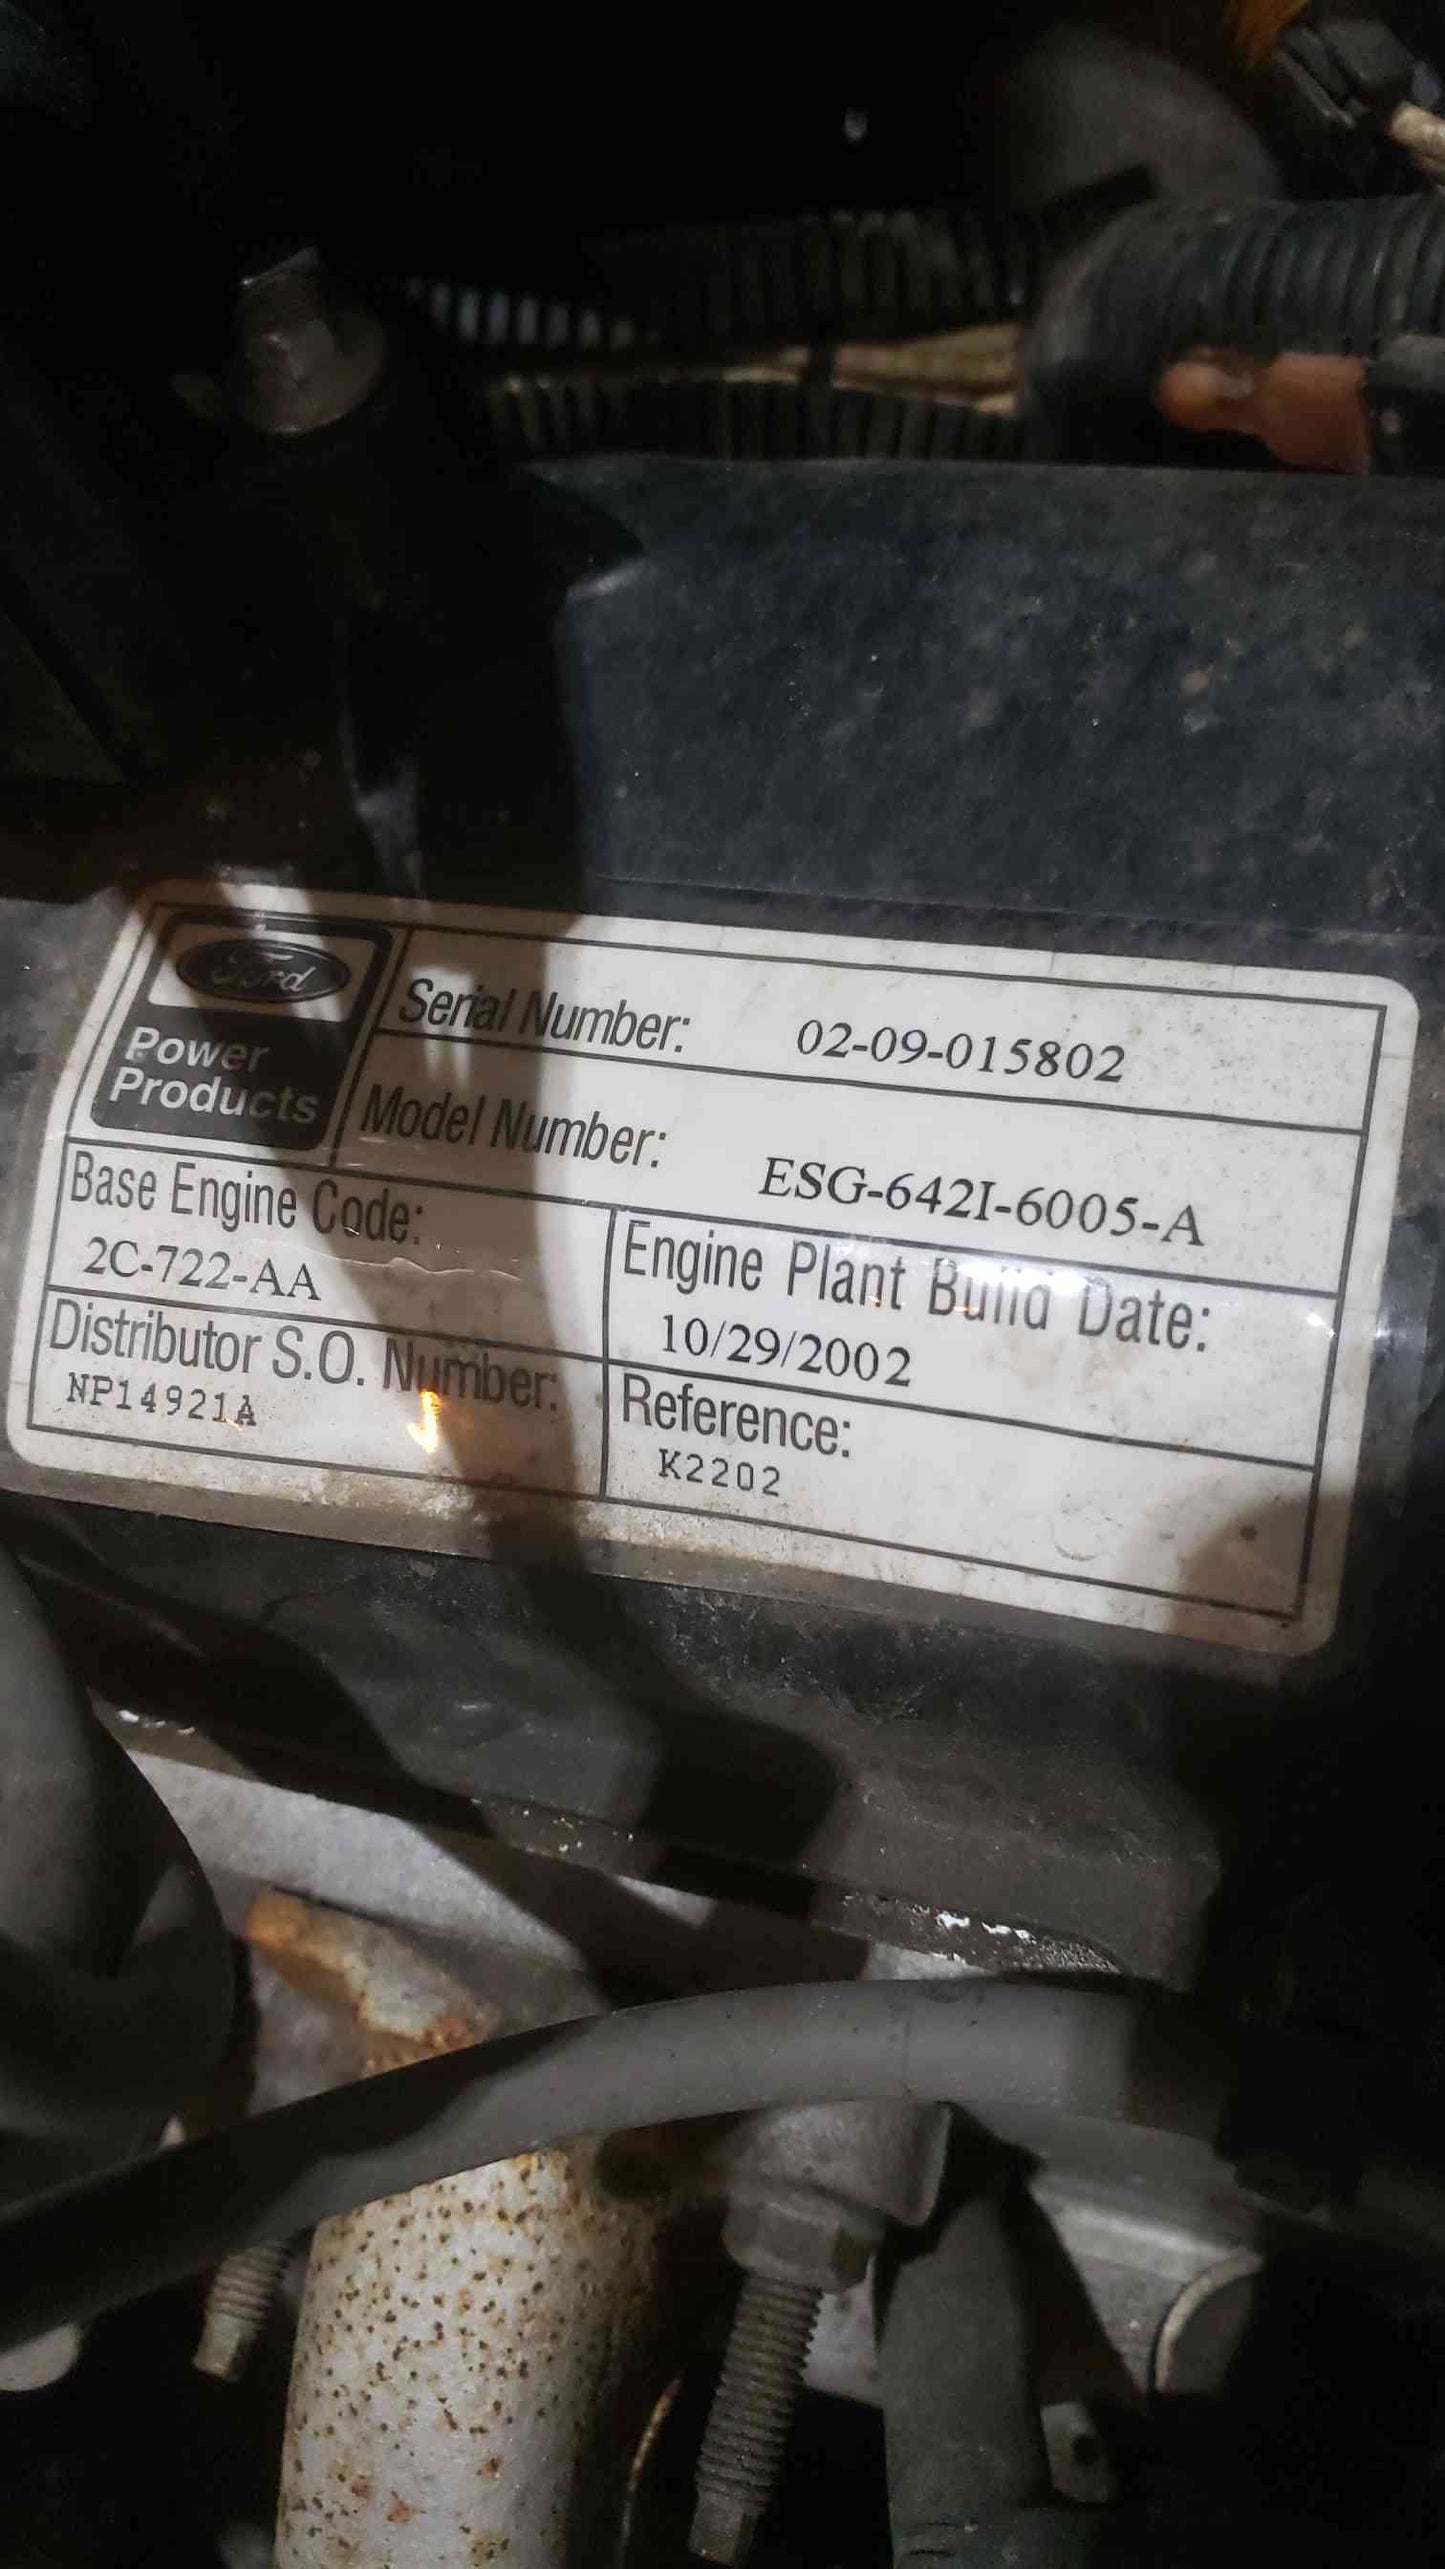 Ford
Power
Products
Serial Number: 02-09-015802
Model Number: ESG-642I-6005-A
Base Engine Code:
2C-722-AA
Engine Plant Build Date:
10/29/2002
Distributor S.O. Number:
NP14921A
Reference:
K2202